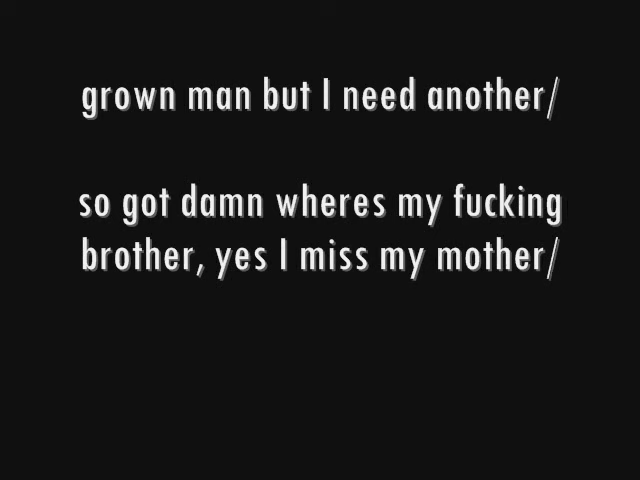 grown man but I need another/
so got damn wheres my fucking
brother, yes I miss my mother/